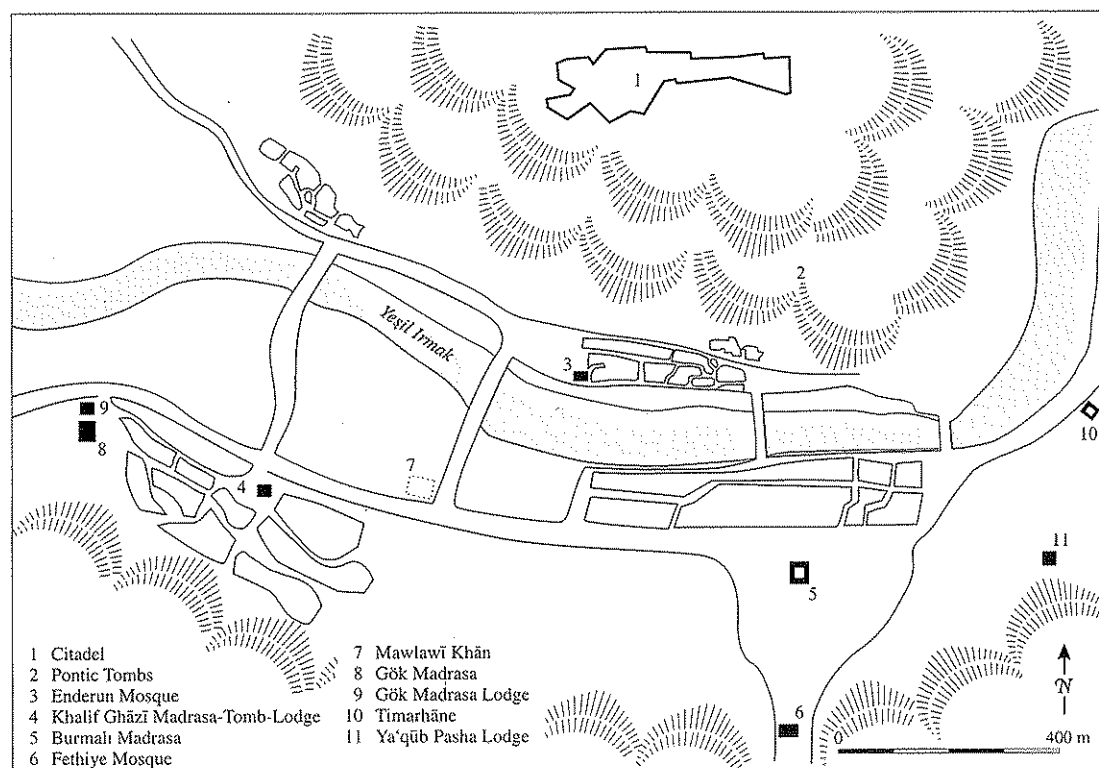 1
2
Yeşil Irmak
3
9
8
7
4
10
11
5
6
1 Citadel
2 Pontic Tombs
3 Enderun Mosque
4 Khalif Ghāzī Madrasa-Tomb-Lodge
5 Burmalı Madrasa
6 Fethiye Mosque
7 Mawlawī Khān
8 Gök Madrasa
9 Gök Madrasa Lodge
10 Timarhāne
11 Ya'qūb Pasha Lodge
N
0 400 m